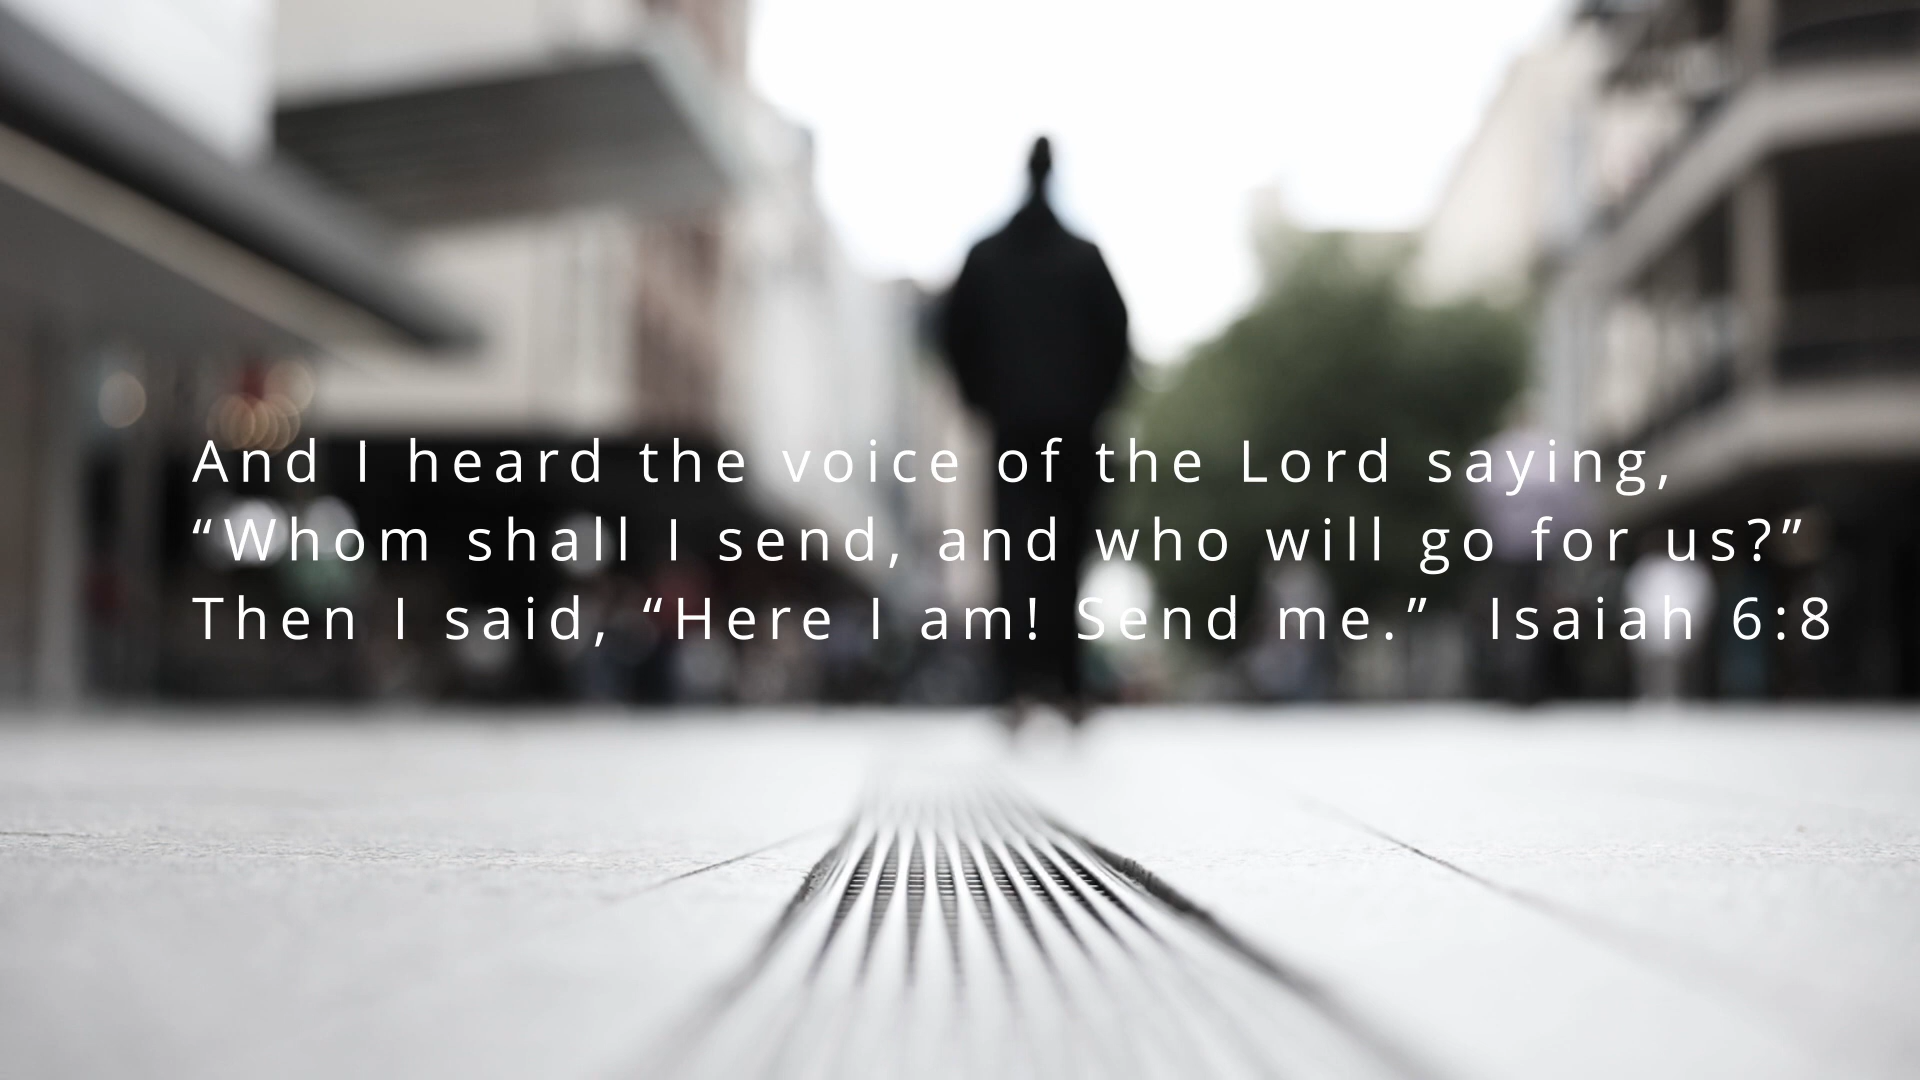 And I heard the voice of the Lord saying,
“Whom shall I send, and who will go for us?”
Then I said, “Here I am! Send me.”  Isaiah 6:8